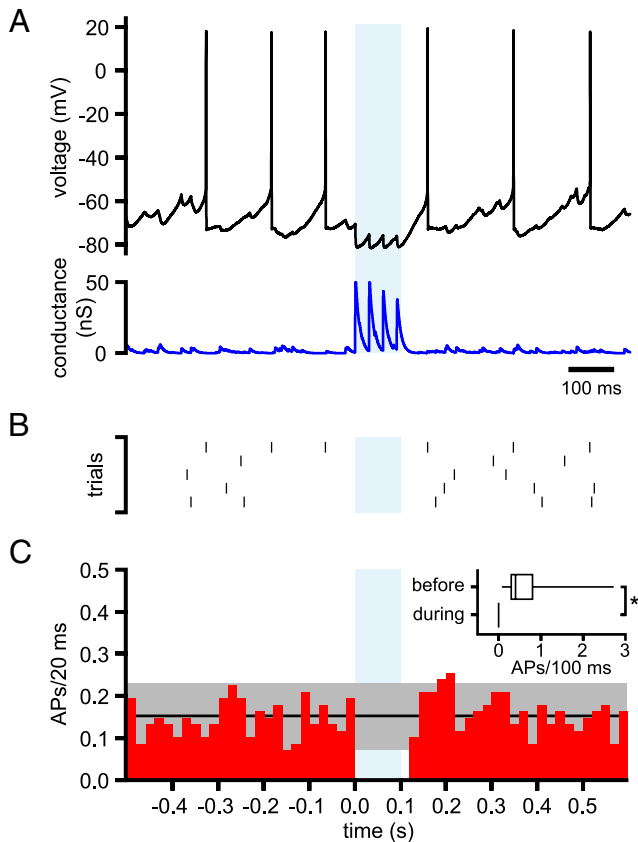 A
20
0
-20
-40
-60
-80
voltage (mV)
50
0
conductance
(nS)
100 ms
B
trials
C
0.5
0.4
0.3
0.2
0.1
0.0
APs/20 ms
before
during
*
0 1 2 3
APs/100 ms
-0.4 -0.3 -0.2 -0.1 0.0 0.1 0.2 0.3 0.4 0.5
time (s)